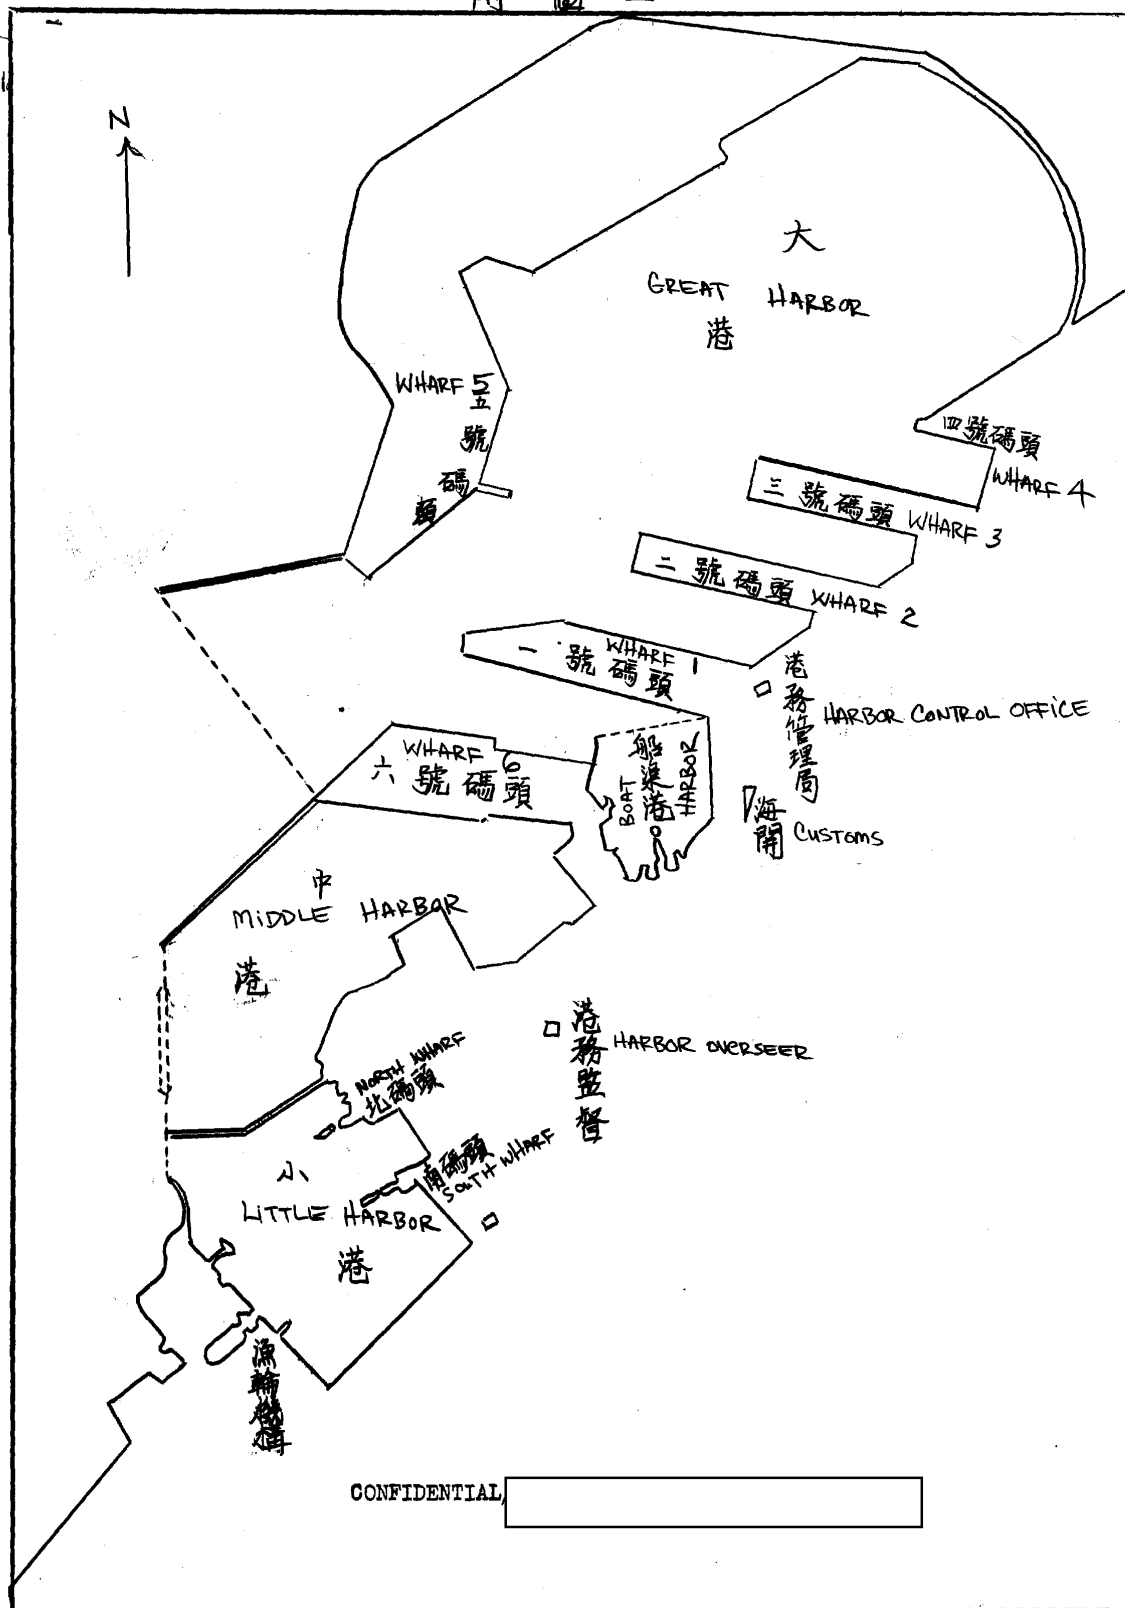 N
大
GREAT HARBOR
港
WHARF 5
五號碼頭
四號碼頭
WHARF 4
三號碼頭 WHARF 3
二號碼頭 WHARF 2
WHARF 1
一號碼頭
港務管理局
HARBOR CONTROL OFFICE
WHARF 6
六號碼頭
船渠港
BOAT HARBOR
海關
CUSTOMS
中
MIDDLE HARBOR
港
港務監督
HARBOR OVERSEER
NORTH WHARF
北碼頭
南碼頭
SOUTH WHARF
小
LITTLE HARBOR
港
漁輪機構
CONFIDENTIAL